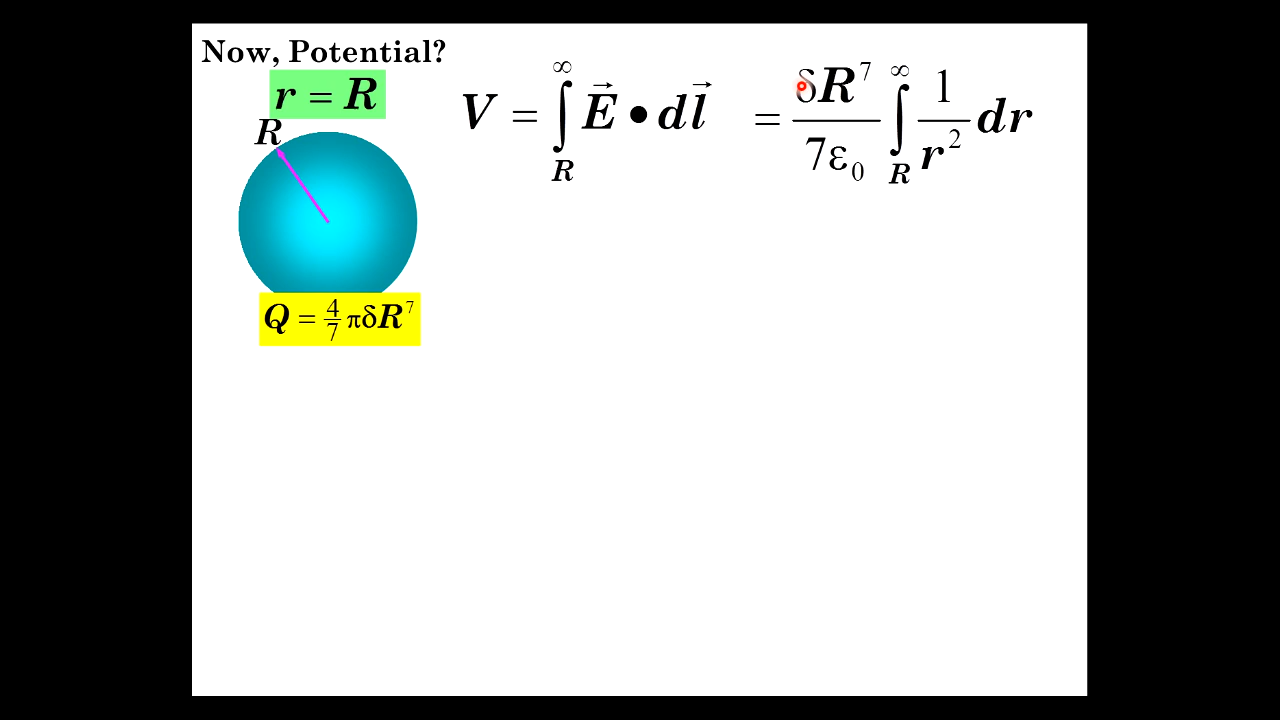 Now, Potential?
r = R
R
V = ∫_R^∞ E⃗ • dl⃗ = δR⁷/7ε₀ ∫_R^∞ 1/r² dr
Q = 4/7 πδR⁷